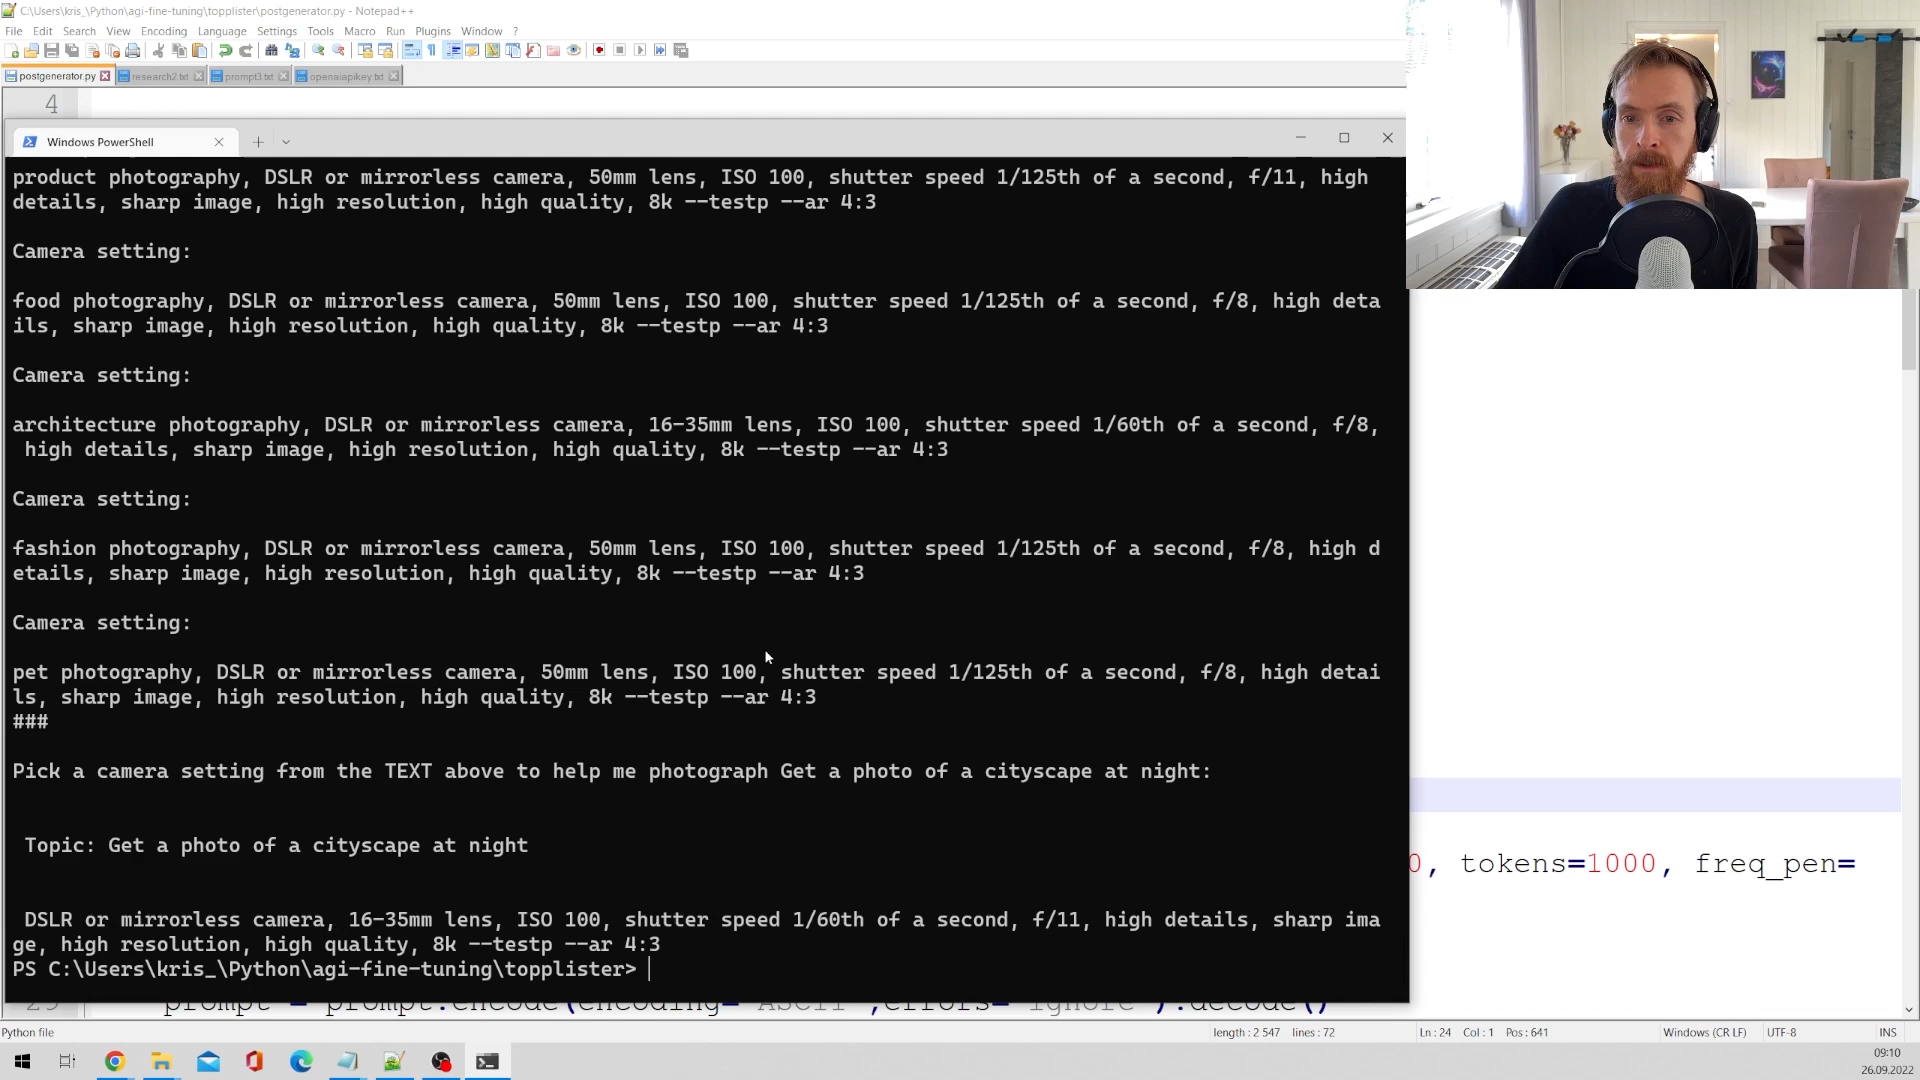 C:\Users\kris_\Python\agi-fine-tuning\topplister\postgenerator.py - Notepad++
File Edit Search View Encoding Language Settings Tools Macro Run Plugins Window ?
postgenerator.py research2.txt prompt3.txt openaiapikey.txt
4
Windows PowerShell
product photography, DSLR or mirrorless camera, 50mm lens, ISO 100, shutter speed 1/125th of a second, f/11, high
details, sharp image, high resolution, high quality, 8k --testp --ar 4:3
Camera setting:
food photography, DSLR or mirrorless camera, 50mm lens, ISO 100, shutter speed 1/125th of a second, f/8, high deta
ils, sharp image, high resolution, high quality, 8k --testp --ar 4:3
Camera setting:
architecture photography, DSLR or mirrorless camera, 16-35mm lens, ISO 100, shutter speed 1/60th of a second, f/8,
high details, sharp image, high resolution, high quality, 8k --testp --ar 4:3
Camera setting:
fashion photography, DSLR or mirrorless camera, 50mm lens, ISO 100, shutter speed 1/125th of a second, f/8, high d
etails, sharp image, high resolution, high quality, 8k --testp --ar 4:3
Camera setting:
pet photography, DSLR or mirrorless camera, 50mm lens, ISO 100, shutter speed 1/125th of a second, f/8, high detai
ls, sharp image, high resolution, high quality, 8k --testp --ar 4:3
###
Pick a camera setting from the TEXT above to help me photograph Get a photo of a cityscape at night:
Topic: Get a photo of a cityscape at night
0, tokens=1000, freq_pen=
DSLR or mirrorless camera, 16-35mm lens, ISO 100, shutter speed 1/60th of a second, f/11, high details, sharp ima
ge, high resolution, high quality, 8k --testp --ar 4:3
PS C:\Users\kris_\Python\agi-fine-tuning\topplister>
prompt = prompt.encode(encoding='ASCII',errors='ignore').decode()
Python file length : 2 547 lines : 72 Ln : 24 Col : 1 Pos : 641 Windows (CR LF) UTF-8 INS
09:10
26.09.2022